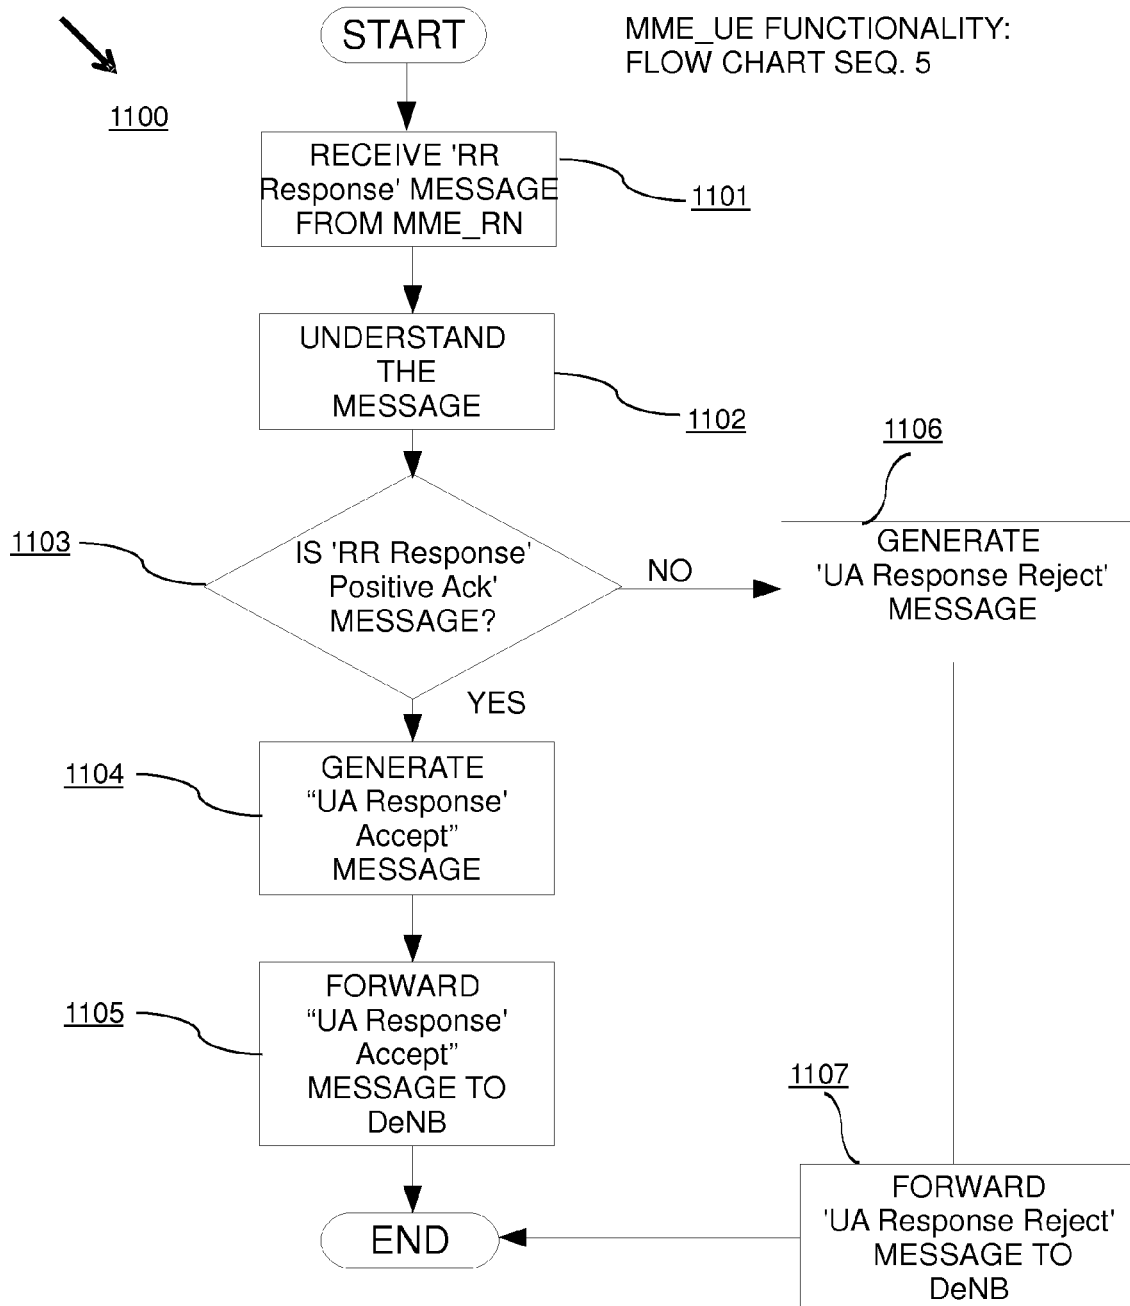 START
MME_UE FUNCTIONALITY:
FLOW CHART SEQ. 5
1100
RECEIVE 'RR
Response' MESSAGE
FROM MME_RN
1101
UNDERSTAND
THE
MESSAGE
1102
1103
IS 'RR Response'
Positive Ack'
MESSAGE?
NO
1106
GENERATE
'UA Response Reject'
MESSAGE
YES
1104
GENERATE
“UA Response'
Accept”
MESSAGE
1105
FORWARD
“UA Response'
Accept”
MESSAGE TO
DeNB
1107
FORWARD
'UA Response Reject'
MESSAGE TO
DeNB
END